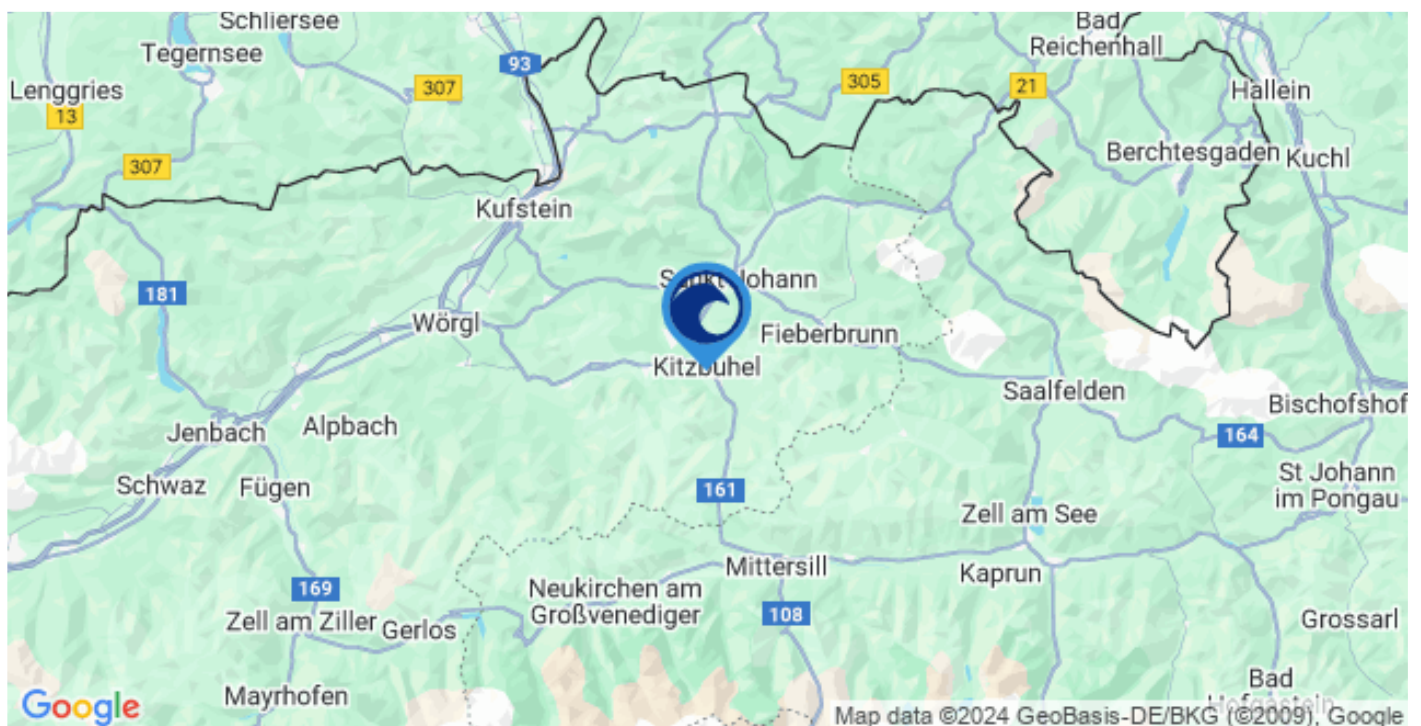 Schliersee
Bad
Reichenhall
Tegernsee
93
Lenggries
307
305
21
Hallein
13
307
Berchtesgaden
Kuchl
Kufstein
Sankt Johann
181
Wörgl
Fieberbrunn
Kitzbühel
Saalfelden
Bischofshof
Jenbach
Alpbach
164
Schwaz
Fügen
161
St Johann
im Pongau
Zell am See
Mittersill
Kaprun
169
Neukirchen am
Großvenediger
108
Zell am Ziller
Gerlos
Grossarl
Mayrhofen
Bad
Hofgastein
Google
Map data ©2024 GeoBasis-DE/BKG (©2009), Google